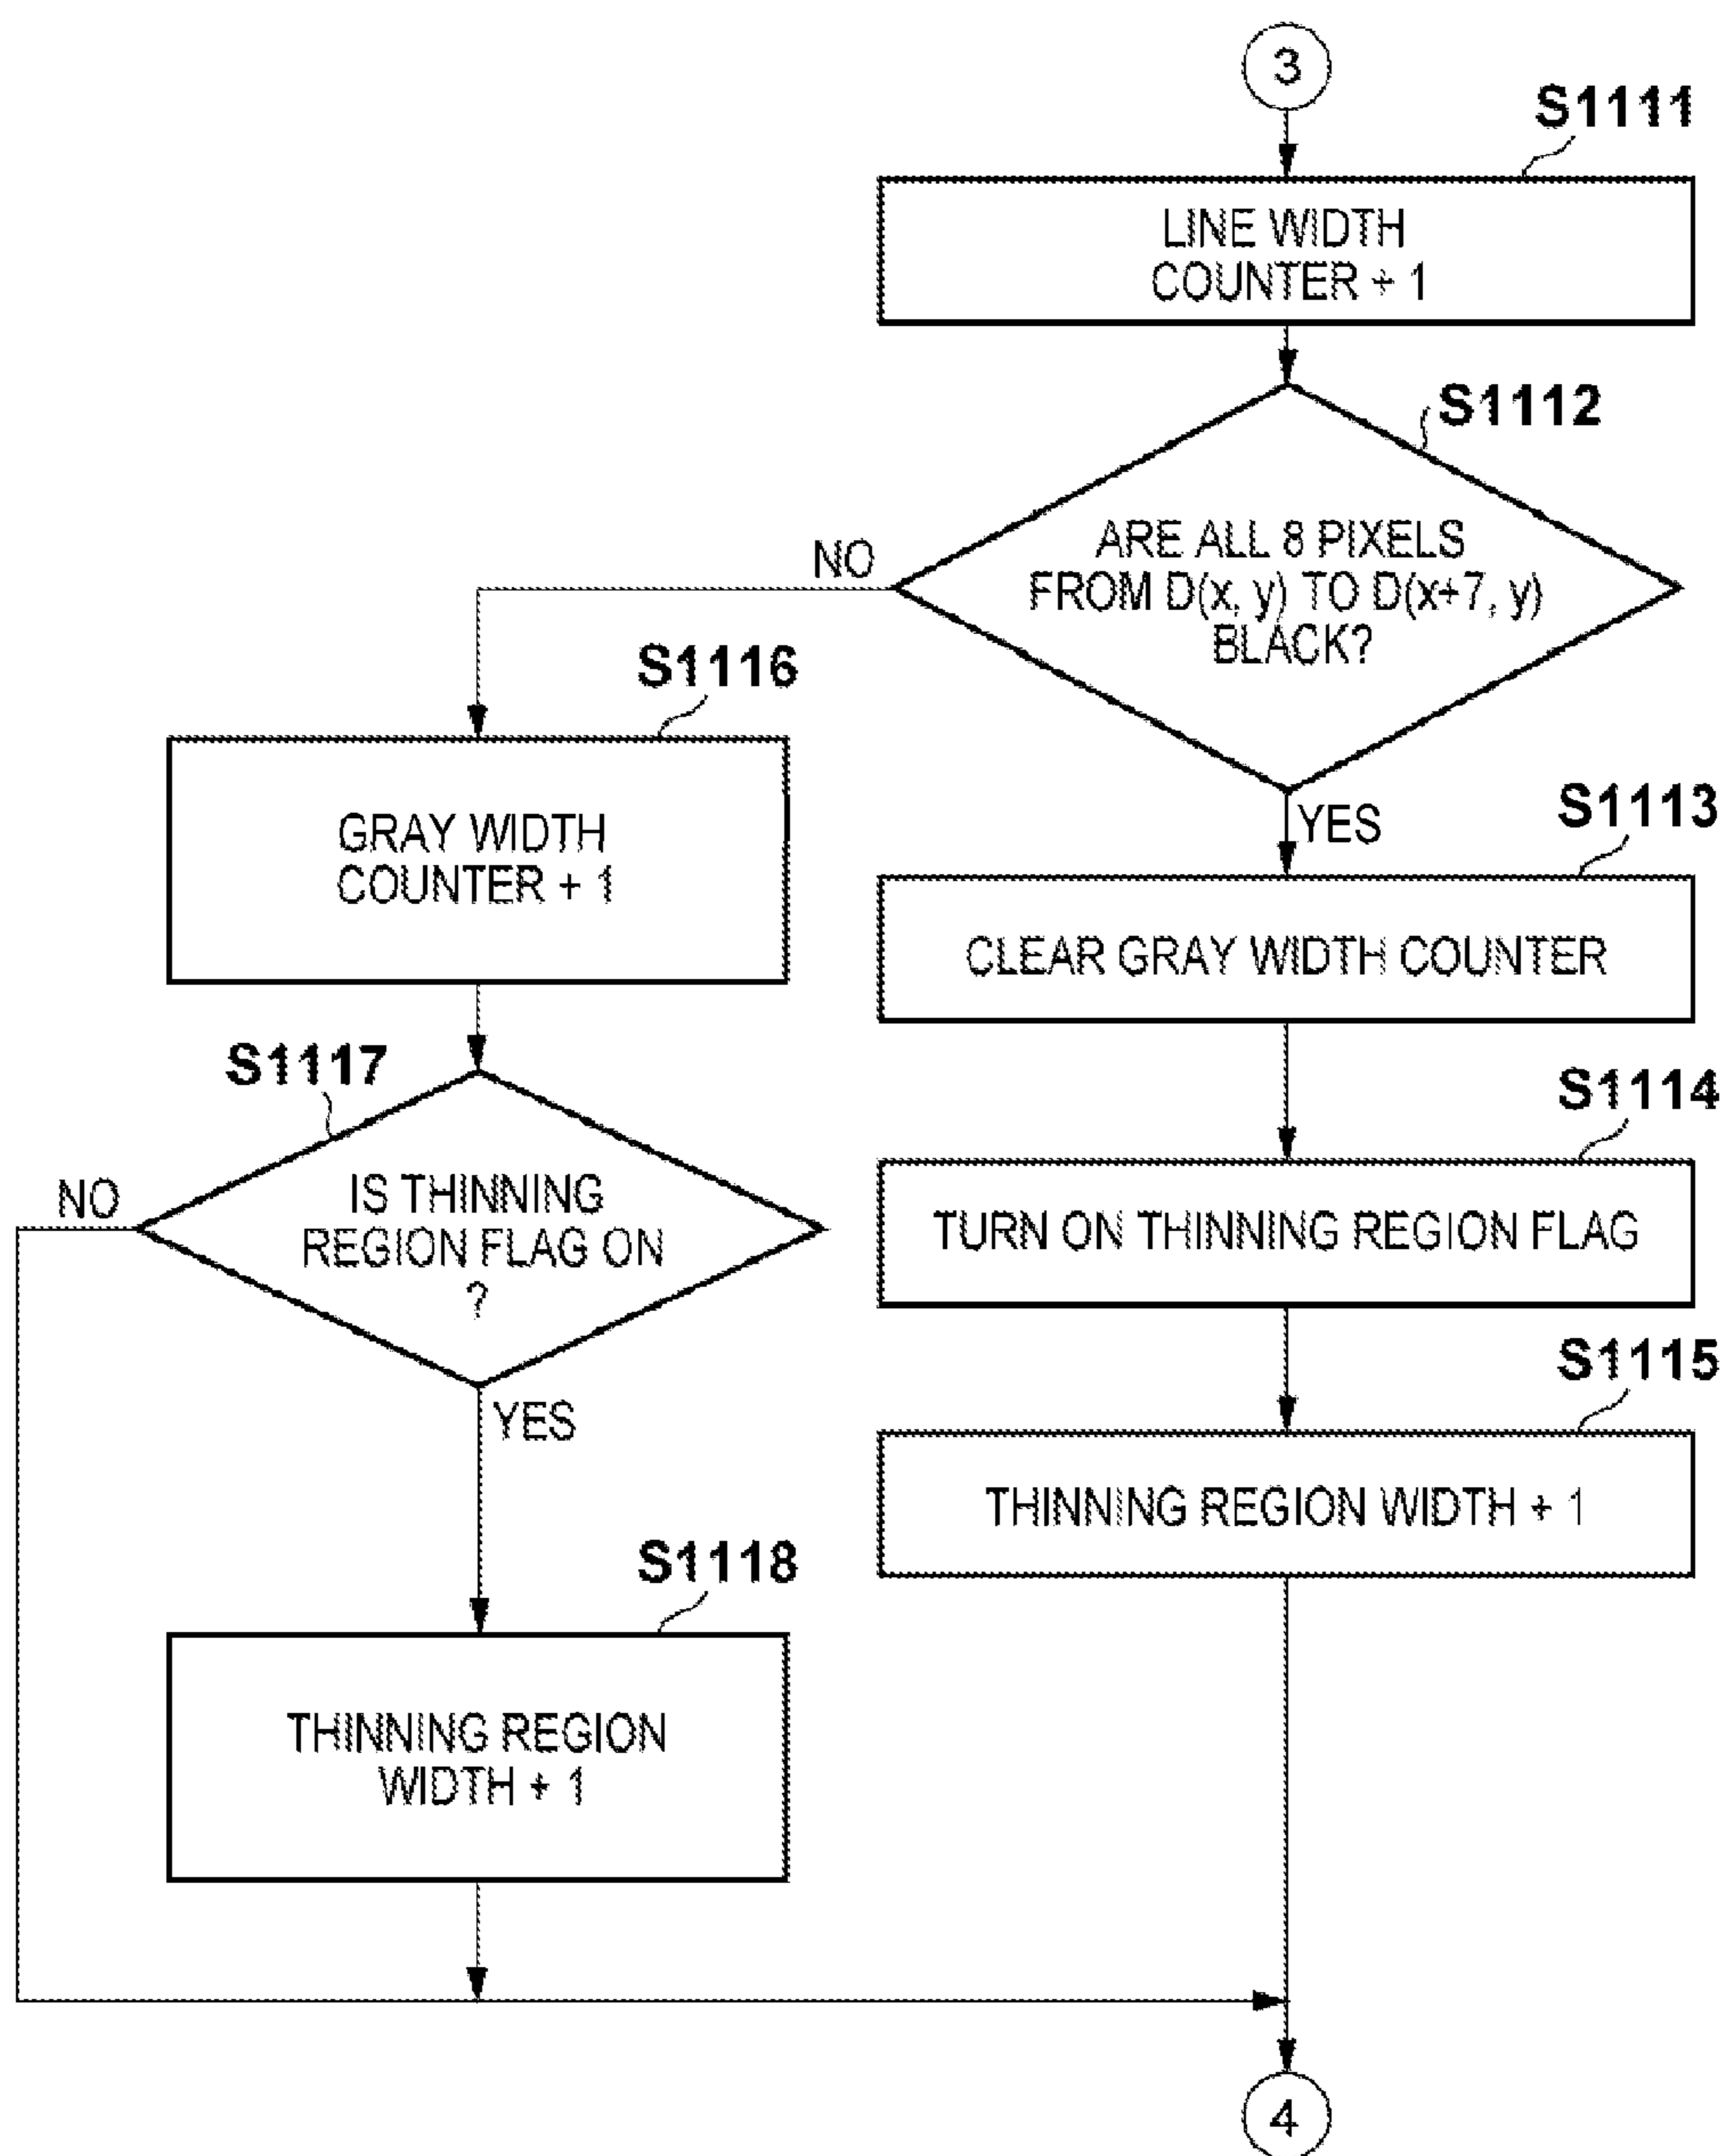 3
S1111
LINE WIDTH
COUNTER + 1
S1112
ARE ALL 8 PIXELS
FROM D(x, y) TO D(x+7, y)
BLACK?
NO
YES
S1113
CLEAR GRAY WIDTH COUNTER
S1114
TURN ON THINNING REGION FLAG
S1115
THINNING REGION WIDTH + 1
S1116
GRAY WIDTH
COUNTER + 1
S1117
IS THINNING
REGION FLAG ON
?
NO
YES
S1118
THINNING REGION
WIDTH + 1
4